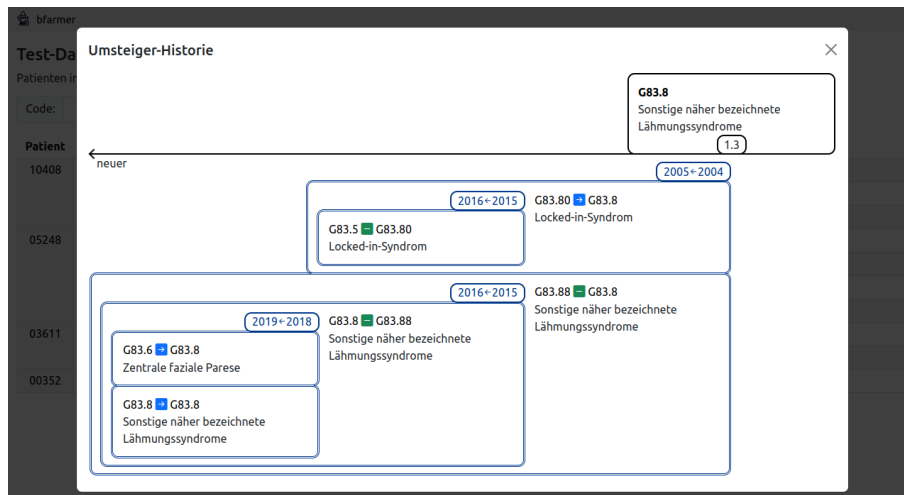 bfarmer
Test-Da
Umsteiger-Historie
Patienten in
G83.8
Sonstige näher bezeichnete
Lähmungssyndrome
Code:
1.3
Patient
neuer
10408
2005←2004
2016←2015
G83.80 → G83.8
Locked-in-Syndrom
G83.5 – G83.80
Locked-in-Syndrom
05248
2016←2015
G83.88 – G83.8
Sonstige näher bezeichnete
Lähmungssyndrome
2019←2018
G83.8 – G83.88
Sonstige näher bezeichnete
Lähmungssyndrome
03611
G83.6 → G83.8
Zentrale faziale Parese
00352
G83.8 → G83.8
Sonstige näher bezeichnete
Lähmungssyndrome